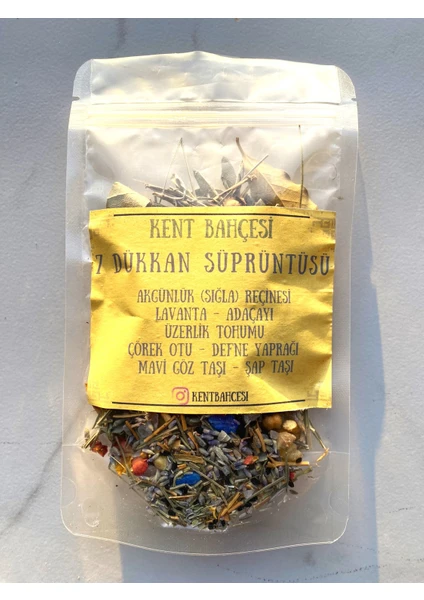 KENT BAHÇESİ
7 DÜKKAN SÜPRÜNTÜSÜ
AKGÜNLÜK (SIĞLA) REÇİNESİ
LAVANTA - ADAÇAYI
ÜZERLİK TOHUMU
ÇÖREK OTU - DEFNE YAPRAĞI
MAVİ GÖZ TAŞI - ŞAP TAŞI
KENTBAHCESI